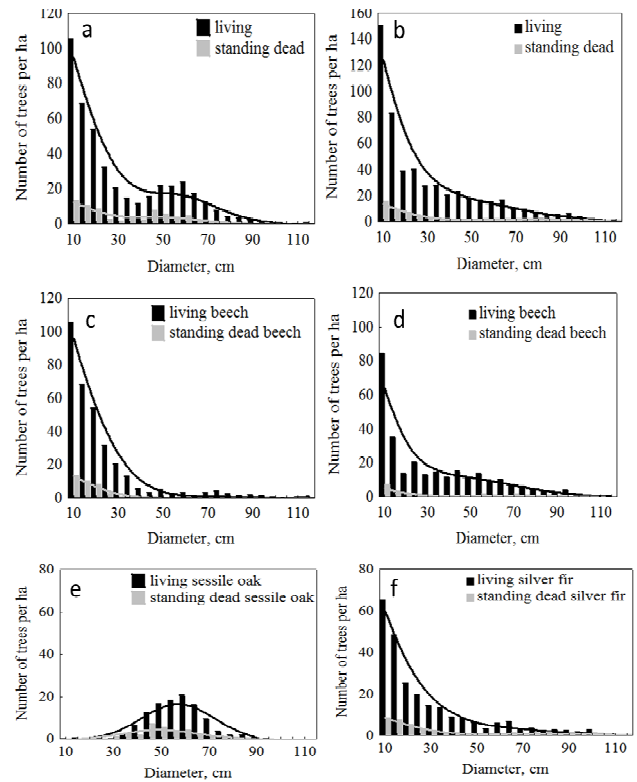 a
living
standing dead
Number of trees per ha
120
100
80
60
40
20
0
10 30 50 70 90 110
Diameter, cm
b
living
standing dead
Number of trees per ha
160
140
120
100
80
60
40
20
0
10 30 50 70 90 110
Diameter, cm
c
living beech
standing dead beech
Number of trees per ha
120
100
80
60
40
20
0
10 30 50 70 90 110
Diameter, cm
d
living beech
standing dead beech
Number of trees per ha
120
100
80
60
40
20
0
10 30 50 70 90 110
Diameter, cm
e
living sessile oak
standing dead sessile oak
Number of trees per ha
80
60
40
20
0
10 30 50 70 90 110
Diameter, cm
f
living silver fir
standing dead silver fir
Number of trees per ha
80
60
40
20
0
10 30 50 70 90 110
Diameter, cm